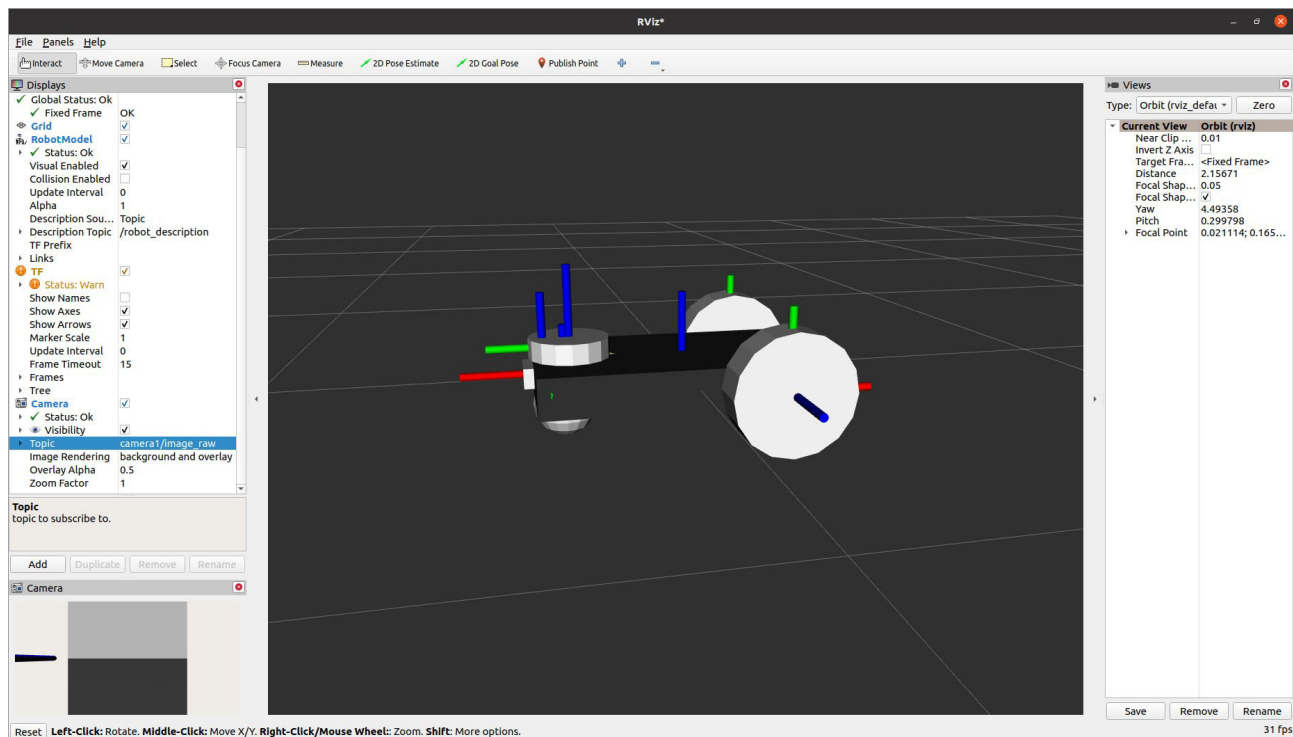 RViz*
File Panels Help
Interact Move Camera Select Focus Camera Measure 2D Pose Estimate 2D Goal Pose Publish Point
Displays
Global Status: Ok
Fixed Frame OK
Grid
RobotModel
Status: Ok
Visual Enabled
Collision Enabled
Update Interval 0
Alpha 1
Description Sou... Topic
Description Topic /robot_description
TF Prefix
Links
TF
Status: Warn
Show Names
Show Axes
Show Arrows
Marker Scale 1
Update Interval 0
Frame Timeout 15
Frames
Tree
Camera
Status: Ok
Visibility
Topic camera1/image_raw
Image Rendering background and overlay
Overlay Alpha 0.5
Zoom Factor 1
Topic
topic to subscribe to.
Add Duplicate Remove Rename
Camera
Views
Type: Orbit (rviz_defau Zero
Current View Orbit (rviz)
Near Clip ... 0.01
Invert Z Axis
Target Fra... <Fixed Frame>
Distance 2.15671
Focal Shap... 0.05
Focal Shap...
Yaw 4.49358
Pitch 0.299798
Focal Point 0.021114; 0.165...
Save Remove Rename
Reset Left-Click: Rotate. Middle-Click: Move X/Y. Right-Click/Mouse Wheel:: Zoom. Shift: More options.
31 fps